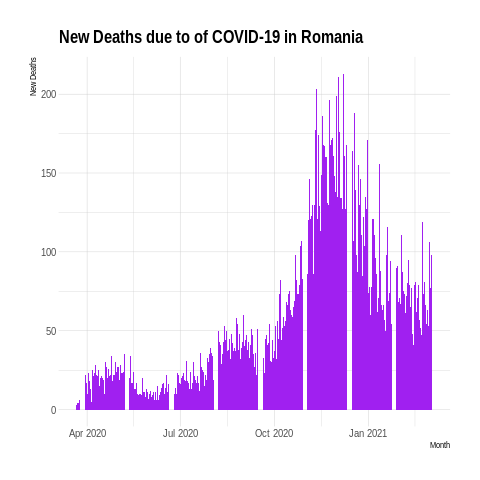 New Deaths due to of COVID-19 in Romania
New Deaths
200
150
100
50
0
Apr 2020 Jul 2020 Oct 2020 Jan 2021
Month